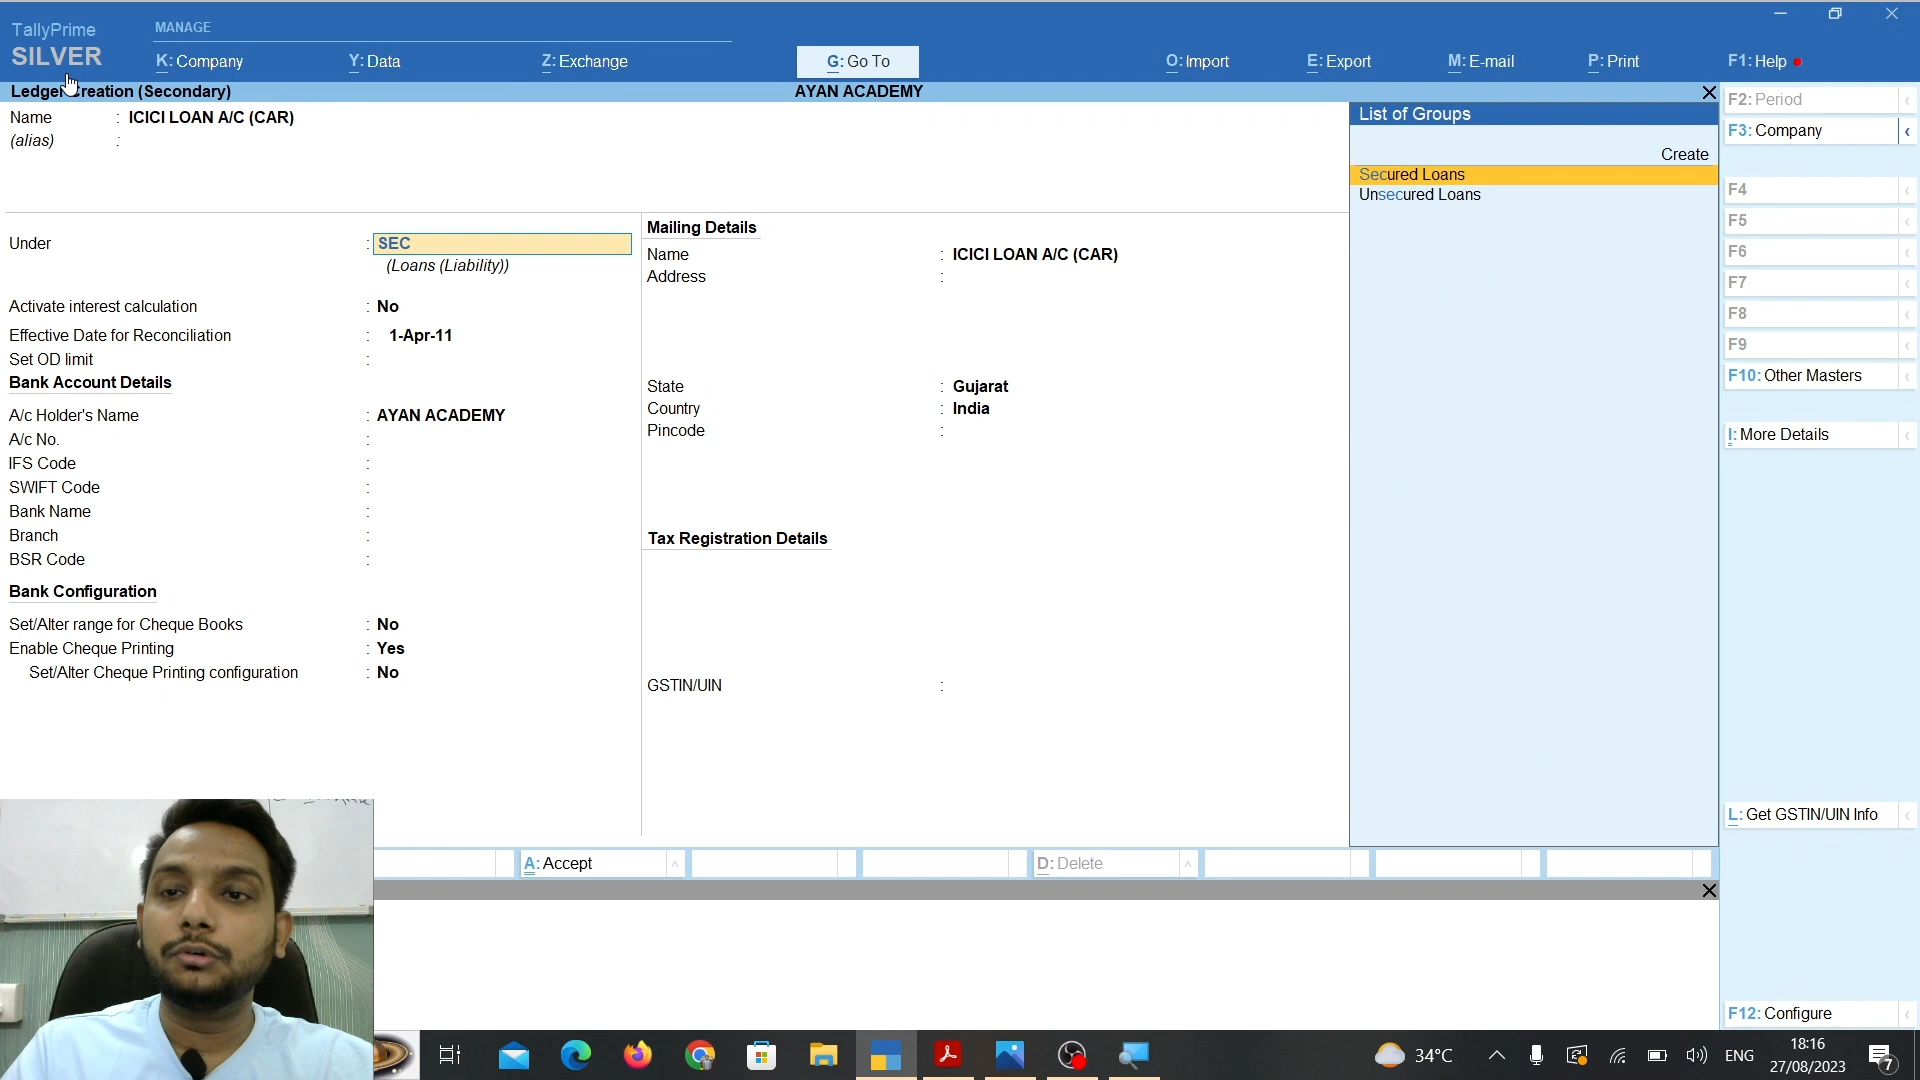 TallyPrime
SILVER
MANAGE
K: Company
Y: Data
Z: Exchange
G: Go To
O: Import
E: Export
M: E-mail
P: Print
F1: Help
Ledger Creation (Secondary)
AYAN ACADEMY
Name : ICICI LOAN A/C (CAR)
(alias) :
Under : SEC
(Loans (Liability))
Activate interest calculation : No
Effective Date for Reconciliation : 1-Apr-11
Set OD limit :
Bank Account Details
A/c Holder's Name : AYAN ACADEMY
A/c No. :
IFS Code :
SWIFT Code :
Bank Name :
Branch :
BSR Code :
Bank Configuration
Set/Alter range for Cheque Books : No
Enable Cheque Printing : Yes
Set/Alter Cheque Printing configuration : No
Mailing Details
Name : ICICI LOAN A/C (CAR)
Address :
State : Gujarat
Country : India
Pincode :
Tax Registration Details
GSTIN/UIN :
List of Groups
Create
Secured Loans
Unsecured Loans
F2: Period
F3: Company
F4
F5
F6
F7
F8
F9
F10: Other Masters
I: More Details
L: Get GSTIN/UIN Info
F12: Configure
A: Accept
D: Delete
34°C
ENG
18:16
27/08/2023
7